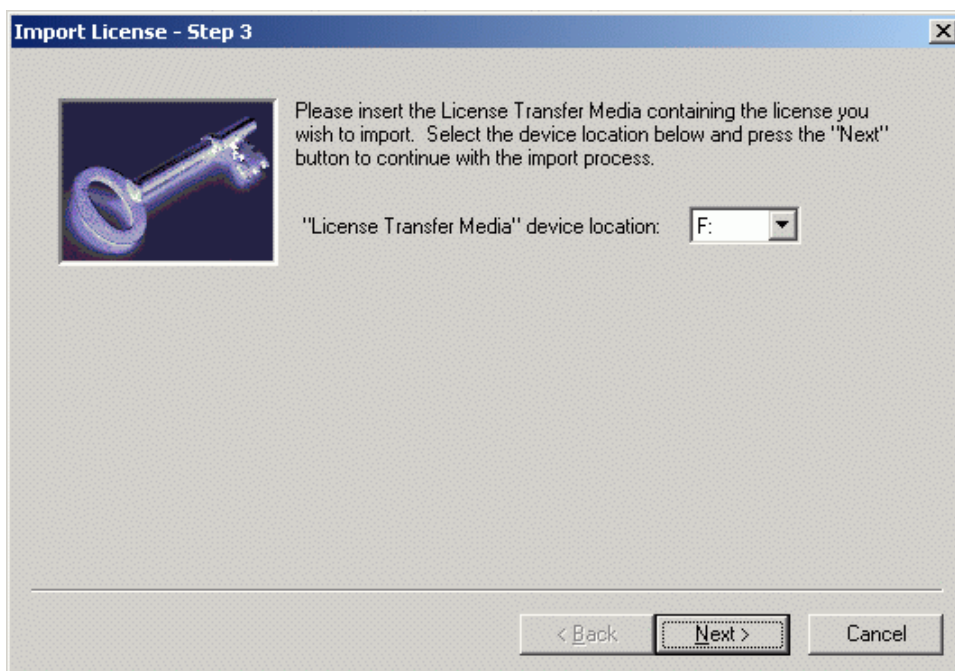 Import License - Step 3
Please insert the License Transfer Media containing the license you
wish to import.  Select the device location below and press the "Next"
button to continue with the import process.
"License Transfer Media" device location:  F:
< Back  Next >  Cancel